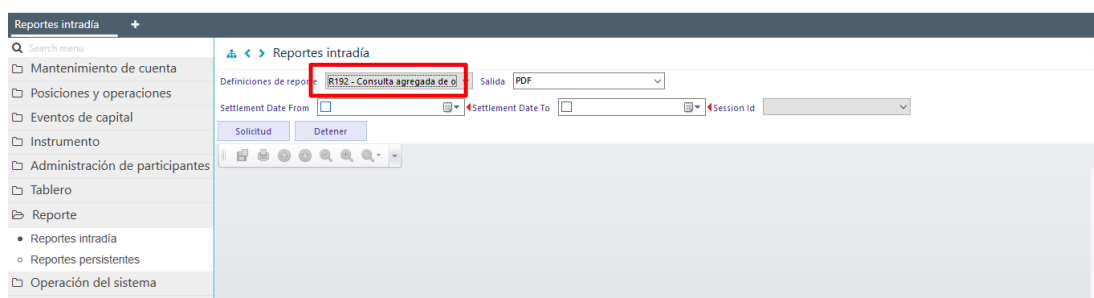 Reportes intradía +
Search menu
Mantenimiento de cuenta
Posiciones y operaciones
Eventos de capital
Instrumento
Administración de participantes
Tablero
Reporte
Reportes intradía
Reportes persistentes
Operación del sistema
Reportes intradía
Definiciones de reporte R192 - Consulta agregada de o Salida PDF
Settlement Date From Settlement Date To Session Id
Solicitud Detener